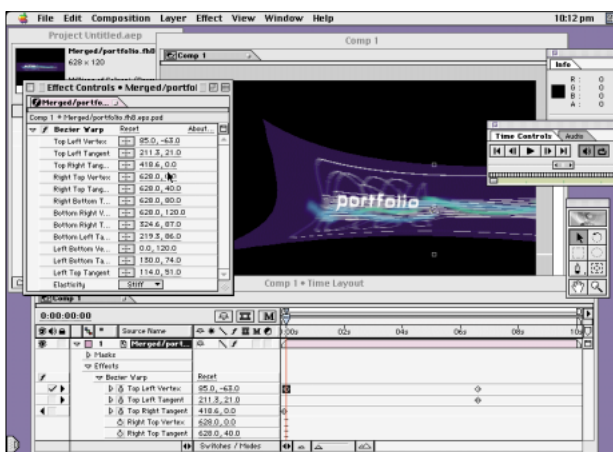 File Edit Composition Layer Effect View Window Help 10:12 pm
Project Untitled.aep
Merged/portfolio.fh8
628 x 120
Comp 1
Comp 1
Info
R : 0
G : 0
B : 0
A : 0
Effect Controls • Merged/portfol
Merged/portfo...
Comp 1 • Merged/portfolio.fh8.eps.psd
Bezier Warp Reset About...
Top Left Vertex 85.0, -63.0
Top Left Tangent 211.3, 21.0
Top Right Tang... 418.6, 0.0
Right Top Vertex 628.0,
Right Top Tang... 628.0, 40.0
Right Bottom T... 628.0, 80.0
Bottom Right V... 628.0, 120.0
Bottom Right Ta... 324.6, 87.0
Bottom Left Ta... 219.3, 86.0
Left Bottom Ve... 0.0, 120.0
Left Bottom Ta... 130.0, 74.0
Left Top Tangent 114.0, 51.0
Elasticity Stiff
Time Controls Audio
portfolio
Comp 1 • Time Layout
Comp 1
0:00:00:00
Source Name
:00s 02s 04s 06s 08s 10s
1 Merged/port...
Masks
Effects
Bezier Warp Reset
Top Left Vertex 85.0, -63.0
Top Left Tangent 211.3, 21.0
Top Right Tangent 418.6, 0.0
Right Top Vertex 628.0, 0.0
Right Top Tangent 628.0, 40.0
Switches / Modes